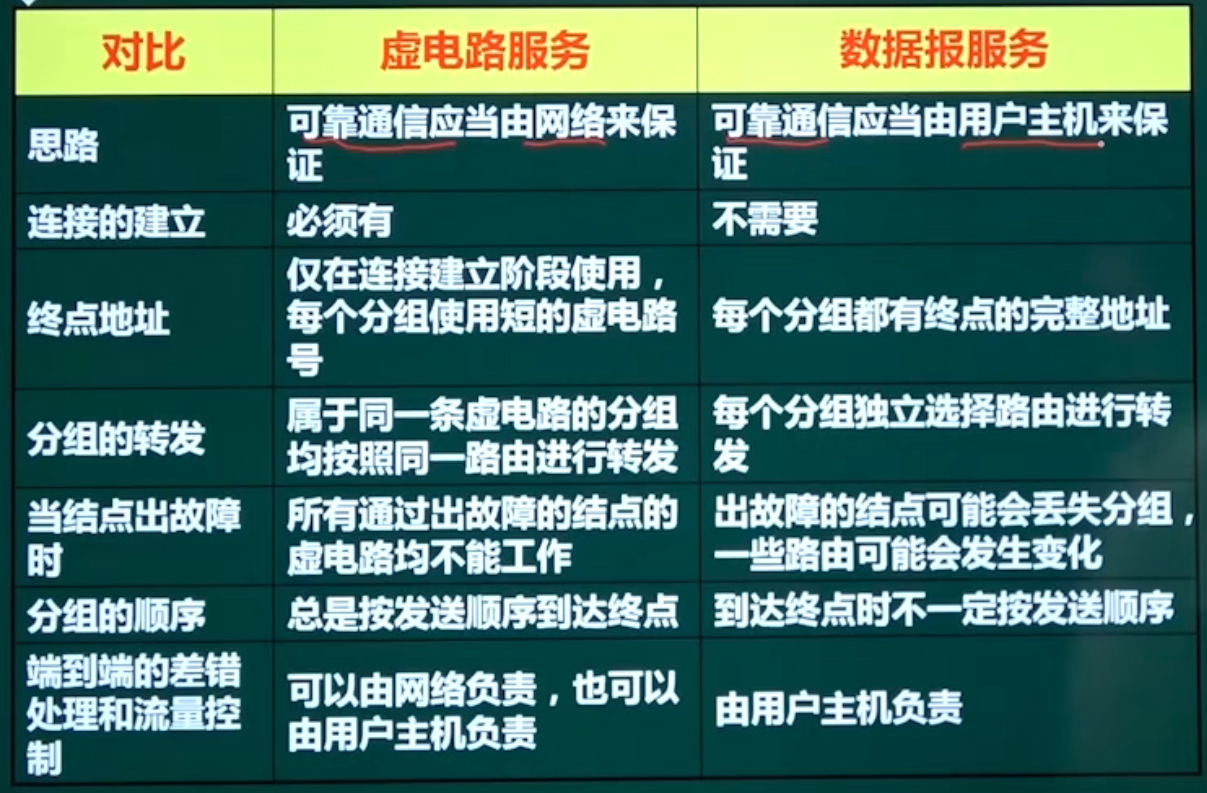 对比
虚电路服务
数据报服务
思路
可靠通信应当由网络来保
证
可靠通信应当由用户主机来保
证
连接的建立
必须有
不需要
终点地址
仅在连接建立阶段使用，
每个分组使用短的虚电路
号
每个分组都有终点的完整地址
分组的转发
属于同一条虚电路的分组
均按照同一路由进行转发
每个分组独立选择路由进行转
发
当结点出故障
时
所有通过出故障的结点的
虚电路均不能工作
出故障的结点可能会丢失分组，
一些路由可能会发生变化
分组的顺序
总是按发送顺序到达终点
到达终点时不一定按发送顺序
端到端的差错
处理和流量控
制
可以由网络负责，也可以
由用户主机负责
由用户主机负责